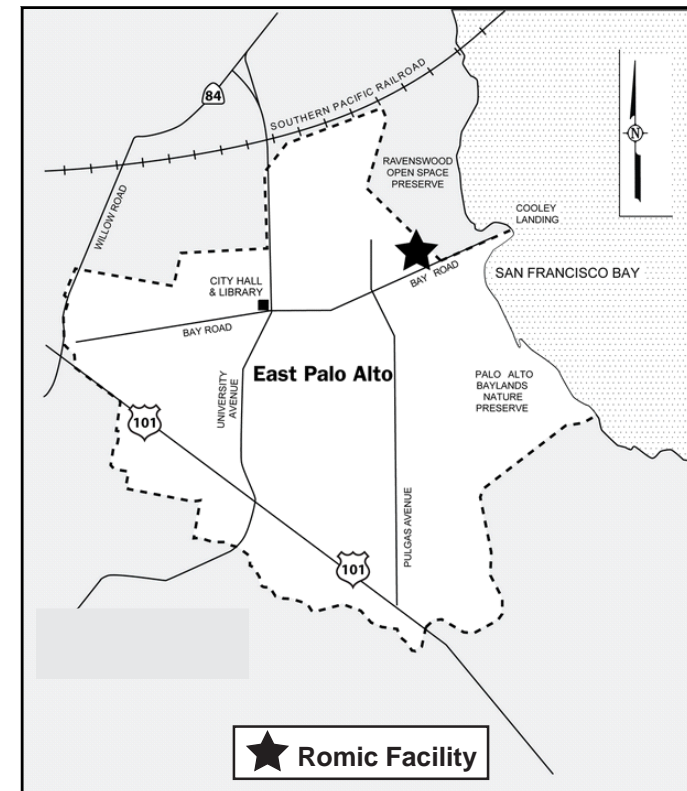 84
SOUTHERN PACIFIC RAILROAD
WILLOW ROAD
RAVENSWOOD
OPEN SPACE
PRESERVE
N
COOLEY
LANDING
CITY HALL
& LIBRARY
BAY ROAD
SAN FRANCISCO BAY
BAY ROAD
East Palo Alto
UNIVERSITY
AVENUE
PALO ALTO
BAYLANDS
NATURE
PRESERVE
101
PULGAS AVENUE
101
Romic Facility